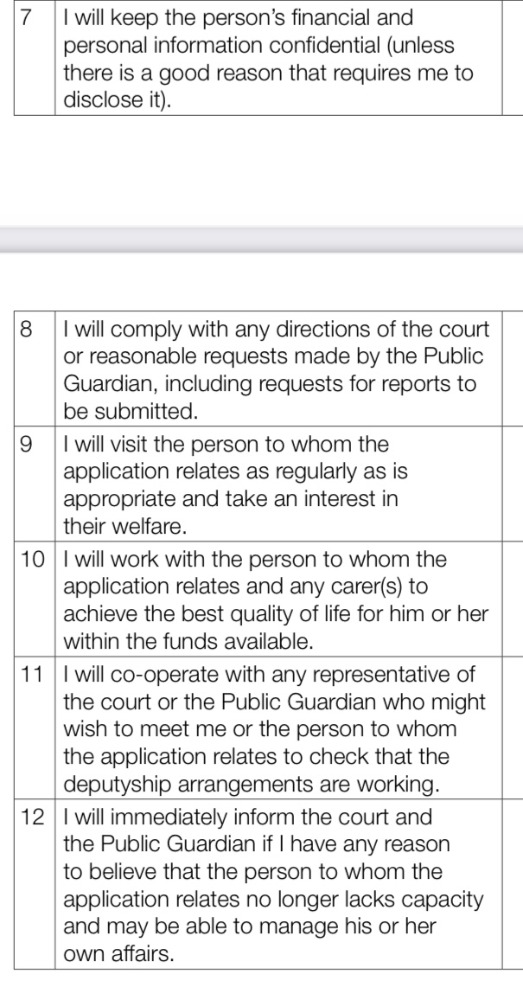 7 I will keep the person’s financial and
personal information confidential (unless
there is a good reason that requires me to
disclose it).
8 I will comply with any directions of the court
or reasonable requests made by the Public
Guardian, including requests for reports to
be submitted.
9 I will visit the person to whom the
application relates as regularly as is
appropriate and take an interest in
their welfare.
10 I will work with the person to whom the
application relates and any carer(s) to
achieve the best quality of life for him or her
within the funds available.
11 I will co-operate with any representative of
the court or the Public Guardian who might
wish to meet me or the person to whom
the application relates to check that the
deputyship arrangements are working.
12 I will immediately inform the court and
the Public Guardian if I have any reason
to believe that the person to whom the
application relates no longer lacks capacity
and may be able to manage his or her
own affairs.